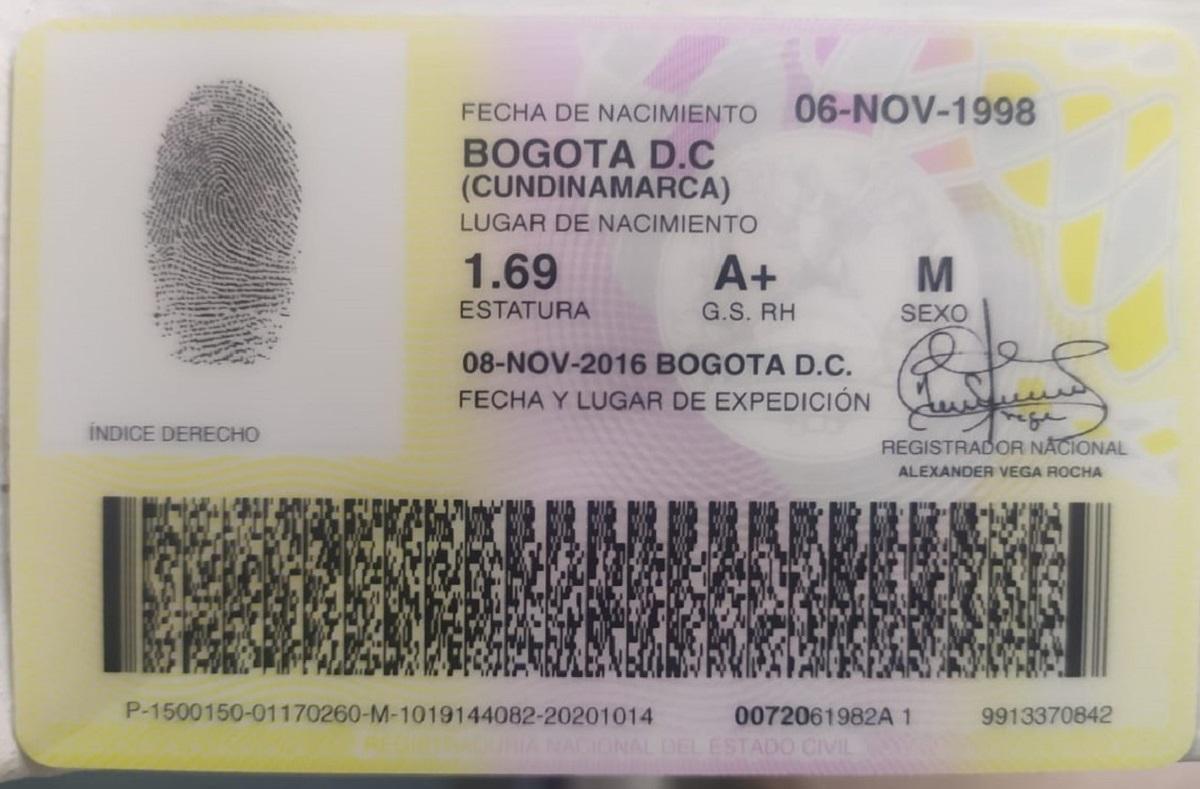 FECHA DE NACIMIENTO 06-NOV-1998
BOGOTA D.C
(CUNDINAMARCA)
LUGAR DE NACIMIENTO
1.69 A+ M
ESTATURA G.S. RH SEXO
08-NOV-2016 BOGOTA D.C.
FECHA Y LUGAR DE EXPEDICIÓN
ÍNDICE DERECHO
REGISTRADOR NACIONAL
ALEXANDER VEGA ROCHA
P-1500150-01170260-M-1019144082-20201014 0072061982A 1 9913370842
REGISTRADURIA NACIONAL DEL ESTADO CIVIL